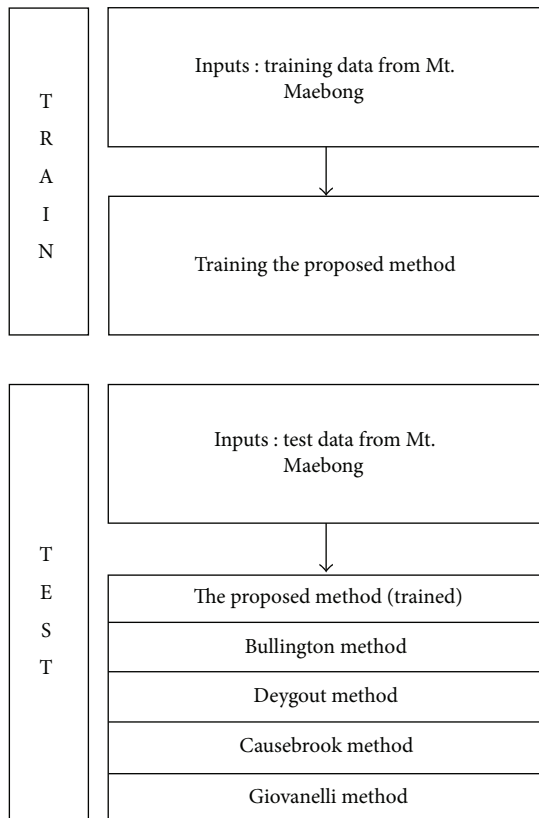 T
R
A
I
N
Inputs : training data from Mt.
Maebong
Training the proposed method
T
E
S
T
Inputs : test data from Mt.
Maebong
The proposed method (trained)
Bullington method
Deygout method
Causebrook method
Giovanelli method